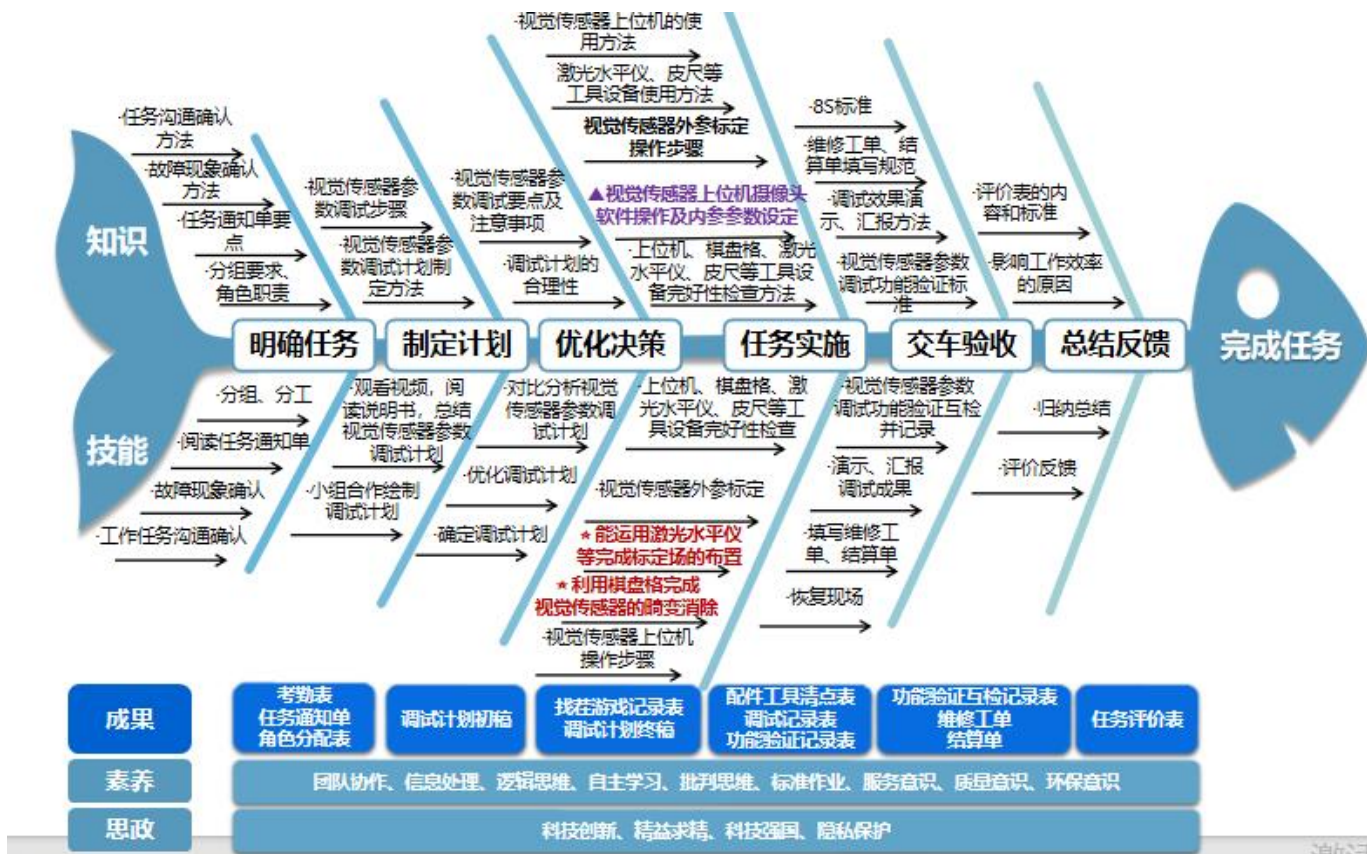 ·视觉传感器上位机的使
用方法
激光水平仪、皮尺等
工具设备使用方法
视觉传感器外参标定
操作步骤
▲视觉传感器上位机摄像头
软件操作及内参参数设定
·上位机、棋盘格、激光
水平仪、皮尺等工具设
备完好性检查方法
·任务沟通确认
方法
·故障现象确认
方法
·任务通知单要
点
·分组要求、
角色职责
·视觉传感器参
数调试步骤
·视觉传感器参
数调试计划制
定方法
·视觉传感器参
数调试要点及
注意事项
·调试计划的
合理性
·8S标准
·维修工单、结
算单填写规范
·调试效果演
示、汇报方法
·视觉传感器参数
调试功能验证标
准
·评价表的内
容和标准
·影响工作效率
的原因
知识
明确任务
制定计划
优化决策
任务实施
交车验收
总结反馈
完成任务
技能
·分组、分工
·阅读任务通知单
·故障现象确认
·工作任务沟通确认
·观看视频，阅
读说明书，总结
视觉传感器参数
调试计划
·小组合作绘制
调试计划
·对比分析视觉
传感器参数调
试计划
·优化调试计划
·确定调试计划
·上位机、棋盘格、激
光水平仪、皮尺等工
具设备完好性检查
·视觉传感器外参标定
★能运用激光水平仪
等完成标定场的布置
★利用棋盘格完成
视觉传感器的畸变消除
·视觉传感器上位机
操作步骤
·视觉传感器参数
调试功能验证互检
并记录
·演示、汇报
调试成果
·填写维修工
单、结算单
·恢复现场
·归纳总结
·评价反馈
成果
考勤表
任务通知单
角色分配表
调试计划初稿
找茬游戏记录表
调试计划终稿
配件工具清点表
调试记录表
功能验证记录表
功能验证互检记录表
维修工单
结算单
任务评价表
素养
团队协作、信息处理、逻辑思维、自主学习、批判思维、标准作业、服务意识、质量意识、环保意识
思政
科技创新、精益求精、科技强国、隐私保护